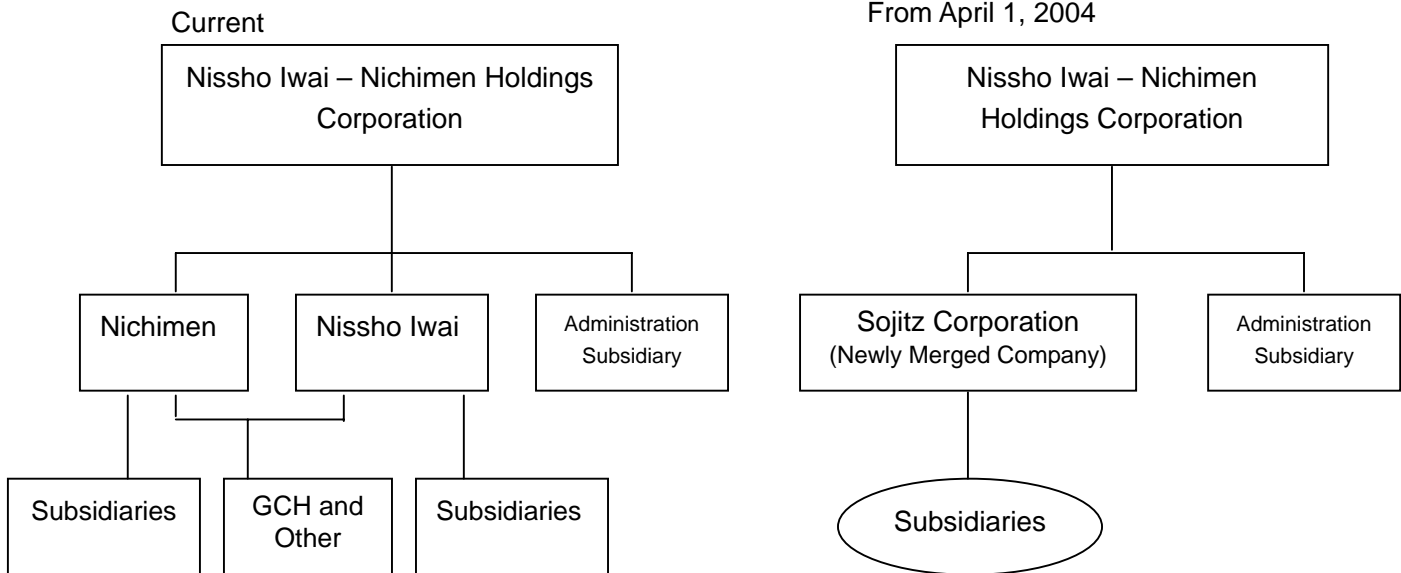 Current
Nissho Iwai – Nichimen Holdings
Corporation
Nichimen
Nissho Iwai
Administration
Subsidiary
Subsidiaries
GCH and
Other
Subsidiaries
From April 1, 2004
Nissho Iwai – Nichimen
Holdings Corporation
Sojitz Corporation
(Newly Merged Company)
Administration
Subsidiary
Subsidiaries